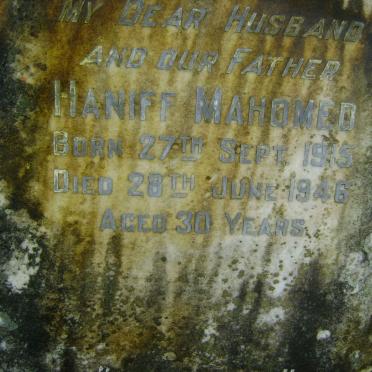 My Dear Husband
and our Father
Haniff Mahomed
Born 27th Sept. 1915
Died 28th June 1946
Aged 30 Years